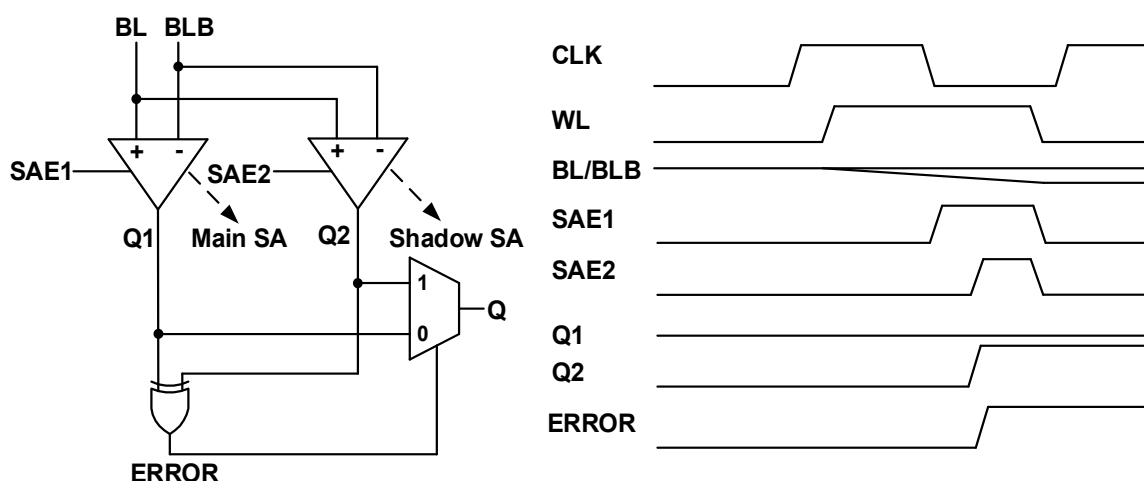 BL BLB
+ - + -
SAE1 SAE2
Q1 Main SA Q2 Shadow SA
1
0
Q
ERROR
CLK
WL
BL/BLB
SAE1
SAE2
Q1
Q2
ERROR